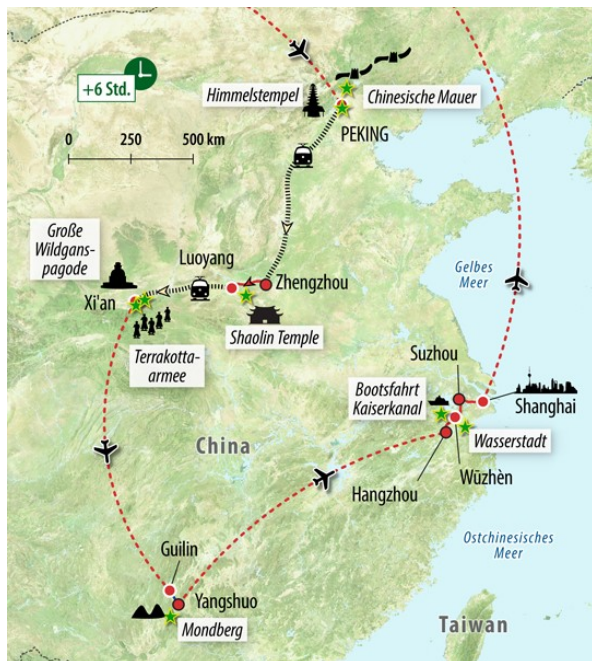 +6 Std.
Himmelstempel
Chinesische Mauer
PEKING
0 250 500 km
Große
Wildgans-
pagode
Luoyang
Zhengzhou
Xi'an
Shaolin Temple
Terrakotta-
armee
Gelbes
Meer
Suzhou
Bootsfahrt
Kaiserkanal
Shanghai
Wasserstadt
China
Wūzhèn
Hangzhou
Ostchinesisches
Meer
Guilin
Yangshuo
Mondberg
Taiwan